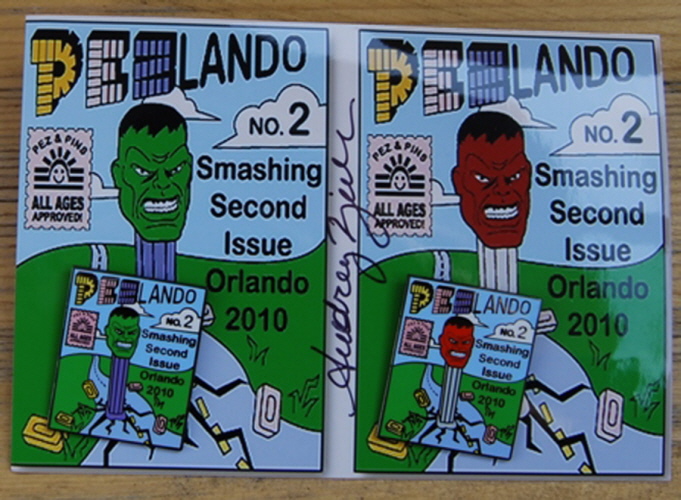 PEZLANDO
NO. 2
PEZ & PINS
ALL AGES
APPROVED!
Smashing
Second
Issue
Orlando
2010
PEZLANDO
NO. 2
Smashing
Second
Issue
Orlando
2010
Audrey
PEZLANDO
NO. 2
PEZ & PINS
ALL AGES
APPROVED!
Smashing
Second
Issue
Orlando
2010
PEZLANDO
NO. 2
Smashing
Second
Issue
Orlando
2010